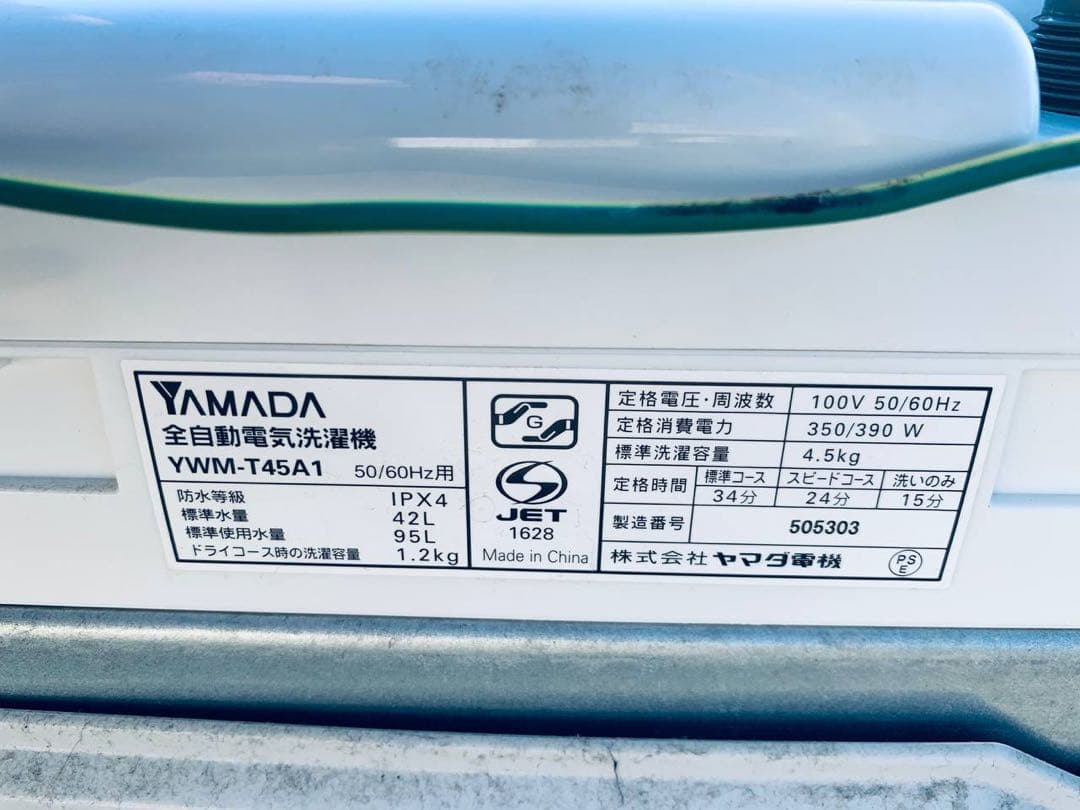 YAMADA
全自動電気洗濯機
YWM-T45A1 50/60Hz用
防水等級 IPX4
標準水量 42L
標準使用水量 95L
ドライコース時の洗濯容量 1.2kg
G
S
JET
1628
Made in China
定格電圧・周波数 100V 50/60Hz
定格消費電力 350/390 W
標準洗濯容量 4.5kg
定格時間 標準コース スピードコース 洗いのみ
34分 24分 15分
製造番号 505303
株式会社 ヤマダ電機 PSE